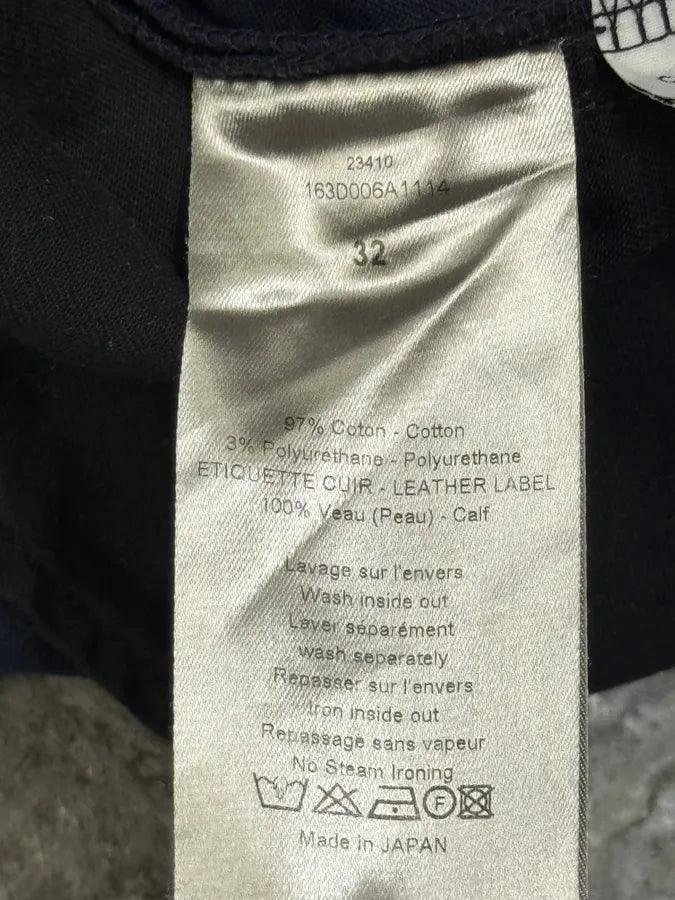 23410
163D006A1114
32
97% Coton - Cotton
3% Polyuréthane - Polyurethane
ETIQUETTE CUIR - LEATHER LABEL
100% Veau (Peau) - Calf
Lavage sur l'envers
Wash inside out
Laver séparément
wash separately
Repasser sur l'envers
Iron inside out
Repassage sans vapeur
No Steam Ironing
F
Made in JAPAN